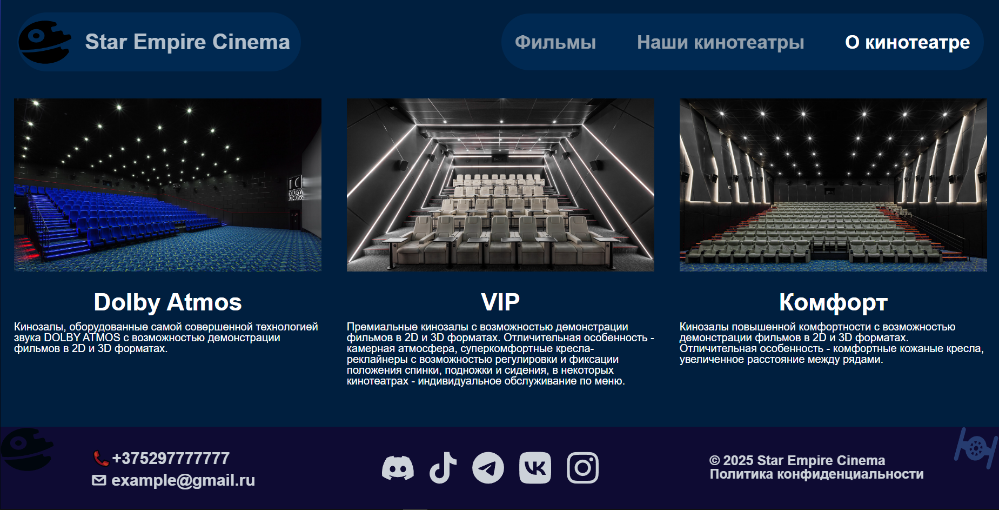 Star Empire Cinema
Фильмы
Наши кинотеатры
О кинотеатре
DOLBY
ATMOS
Dolby Atmos
Кинозалы, оборудованные самой совершенной технологией
звука DOLBY ATMOS с возможностью демонстрации
фильмов в 2D и 3D форматах.
VIP
Премиальные кинозалы с возможностью демонстрации
фильмов в 2D и 3D форматах. Отличительная особенность -
камерная атмосфера, суперкомфортные кресла-
реклайнеры с возможностью регулировки и фиксации
положения спинки, подножки и сидения, в некоторых
кинотеатрах - индивидуальное обслуживание по меню.
Комфорт
Кинозалы повышенной комфортности с возможностью
демонстрации фильмов в 2D и 3D форматах.
Отличительная особенность - комфортные кожаные кресла,
увеличенное расстояние между рядами.
+375297777777
example@gmail.ru
© 2025 Star Empire Cinema
Политика конфиденциальности